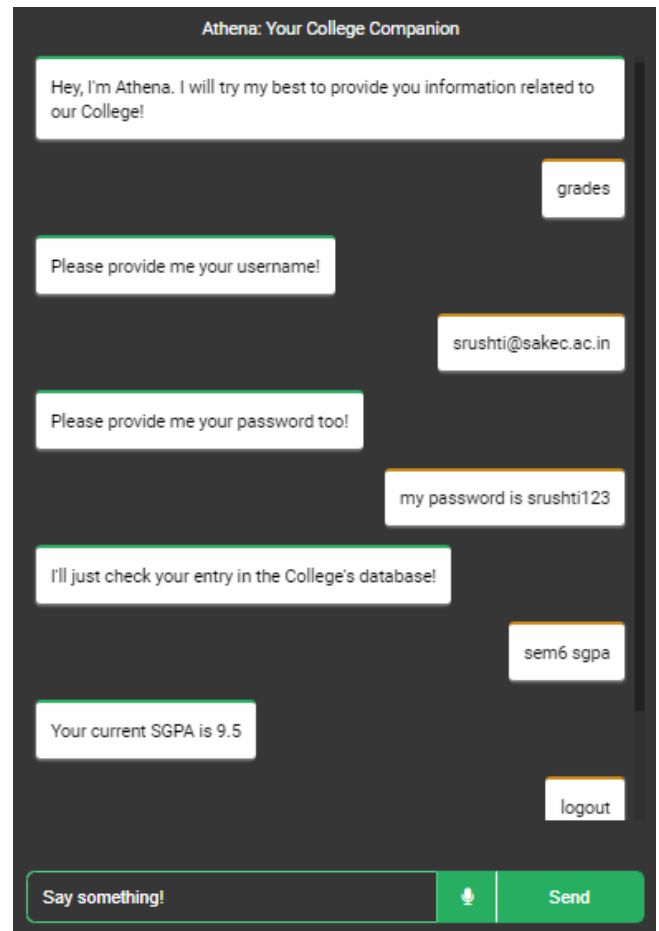 Athena: Your College Companion
Hey, I'm Athena. I will try my best to provide you information related to
our College!
grades
Please provide me your username!
srushti@sakec.ac.in
Please provide me your password too!
my password is srushti123
I'll just check your entry in the College's database!
sem6 sgpa
Your current SGPA is 9.5
logout
Say something!
Send